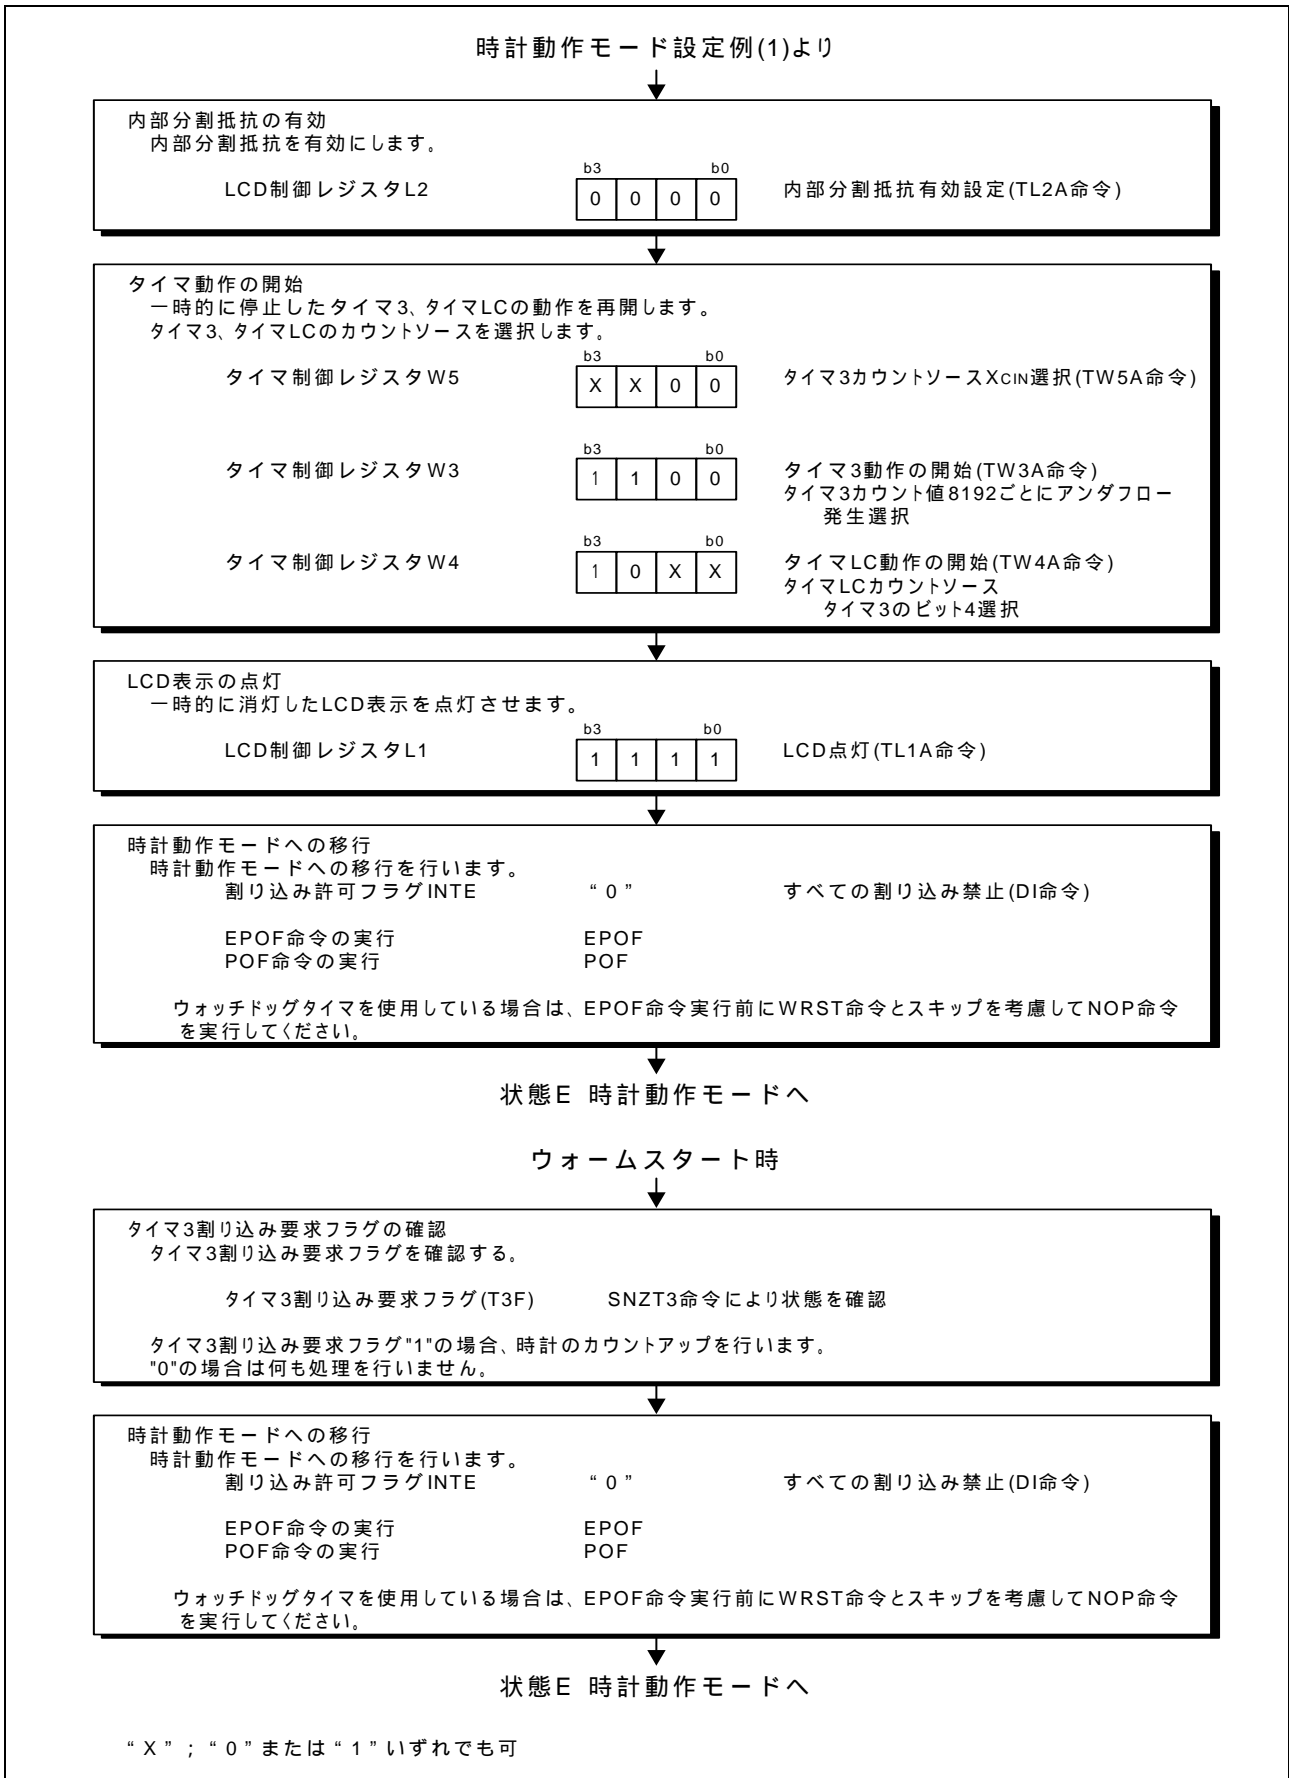 時計動作モード設定例(1)より
内部分割抵抗の有効
内部分割抵抗を有効にします。
b3 b0
LCD制御レジスタL2 0 0 0 0 内部分割抵抗有効設定(TL2A命令)
タイマ動作の開始
一時的に停止したタイマ3、タイマLCの動作を再開します。
タイマ3、タイマLCのカウントソースを選択します。
b3 b0
タイマ制御レジスタW5 X X 0 0 タイマ3カウントソースXCIN選択(TW5A命令)
b3 b0
タイマ制御レジスタW3 1 1 0 0 タイマ3動作の開始(TW3A命令)
タイマ3カウント値8192ごとにアンダフロー
発生選択
b3 b0
タイマ制御レジスタW4 1 0 X X タイマLC動作の開始(TW4A命令)
タイマLCカウントソース
タイマ3のビット4選択
LCD表示の点灯
一時的に消灯したLCD表示を点灯させます。
b3 b0
LCD制御レジスタL1 1 1 1 1 LCD点灯(TL1A命令)
時計動作モードへの移行
時計動作モードへの移行を行います。
割り込み許可フラグINTE “0” すべての割り込み禁止(DI命令)
EPOF命令の実行 EPOF
POF命令の実行 POF
ウォッチドッグタイマを使用している場合は、EPOF命令実行前にWRST命令とスキップを考慮してNOP命令
を実行してください。
状態E 時計動作モードへ
ウォームスタート時
タイマ3割り込み要求フラグの確認
タイマ3割り込み要求フラグを確認する。
タイマ3割り込み要求フラグ(T3F) SNZT3命令により状態を確認
タイマ3割り込み要求フラグ"1"の場合、時計のカウントアップを行います。
"0"の場合は何も処理を行いません。
時計動作モードへの移行
時計動作モードへの移行を行います。
割り込み許可フラグINTE “0” すべての割り込み禁止(DI命令)
EPOF命令の実行 EPOF
POF命令の実行 POF
ウォッチドッグタイマを使用している場合は、EPOF命令実行前にWRST命令とスキップを考慮してNOP命令
を実行してください。
状態E 時計動作モードへ
“X”;“0”または“1”いずれでも可